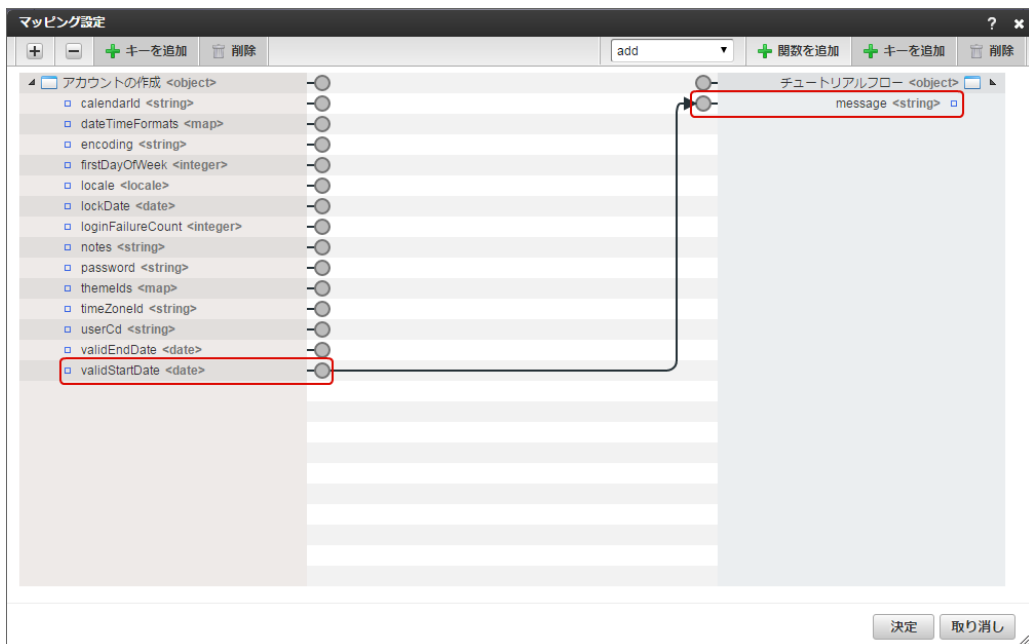 マッピング設定 ? ×
+ − キーを追加 削除 add ▼ 関数を追加 キーを追加 削除
アカウントの作成 <object> チュートリアルフロー <object>
calendarId <string> message <string>
dateTimeFormats <map>
encoding <string>
firstDayOfWeek <integer>
locale <locale>
lockDate <date>
loginFailureCount <integer>
notes <string>
password <string>
themeIds <map>
timeZoneId <string>
userCd <string>
validEndDate <date>
validStartDate <date>
決定 取り消し